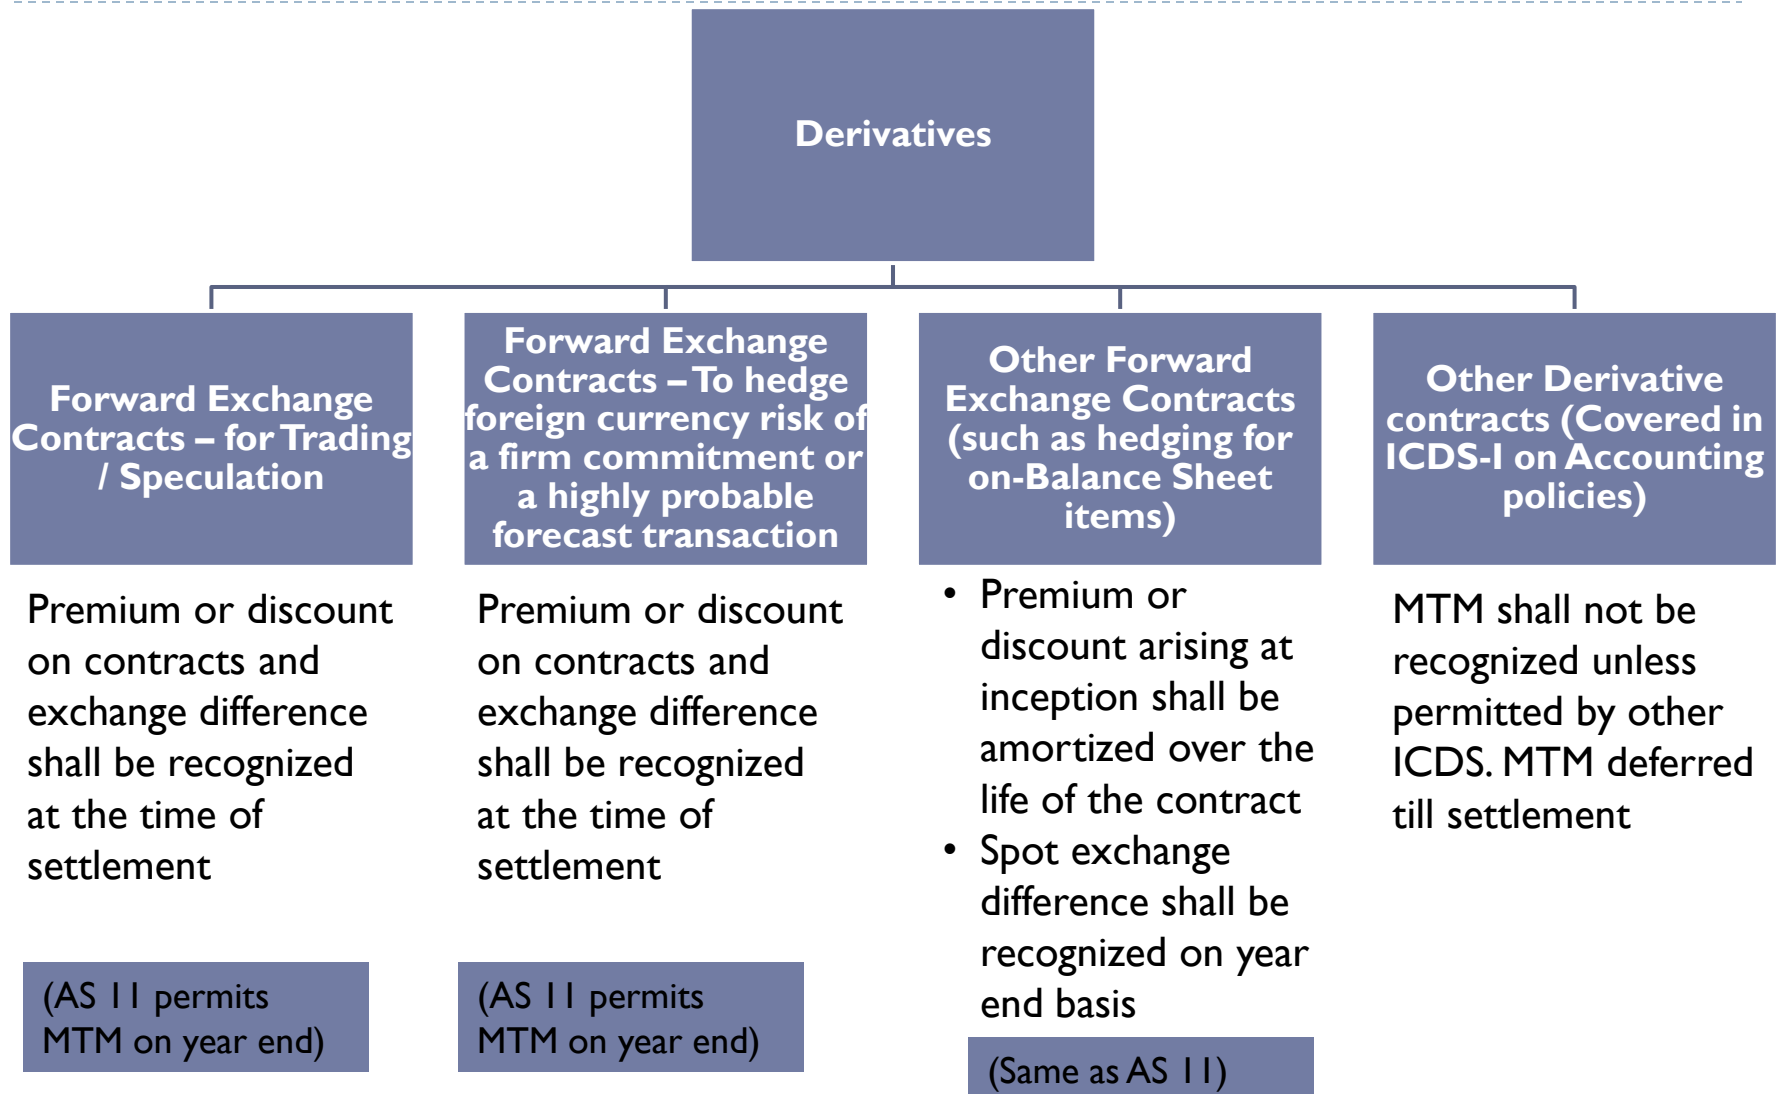 Derivatives
Forward Exchange
Contracts – for Trading
/ Speculation
Forward Exchange
Contracts – To hedge
foreign currency risk of
a firm commitment or
a highly probable
forecast transaction
Other Forward
Exchange Contracts
(such as hedging for
on-Balance Sheet
items)
Other Derivative
contracts (Covered in
ICDS-I on Accounting
policies)
Premium or discount
on contracts and
exchange difference
shall be recognized
at the time of
settlement
(AS 11 permits
MTM on year end)
Premium or discount
on contracts and
exchange difference
shall be recognized
at the time of
settlement
(AS 11 permits
MTM on year end)
• Premium or
discount arising at
inception shall be
amortized over the
life of the contract
• Spot exchange
difference shall be
recognized on year
end basis
(Same as AS 11)
MTM shall not be
recognized unless
permitted by other
ICDS. MTM deferred
till settlement